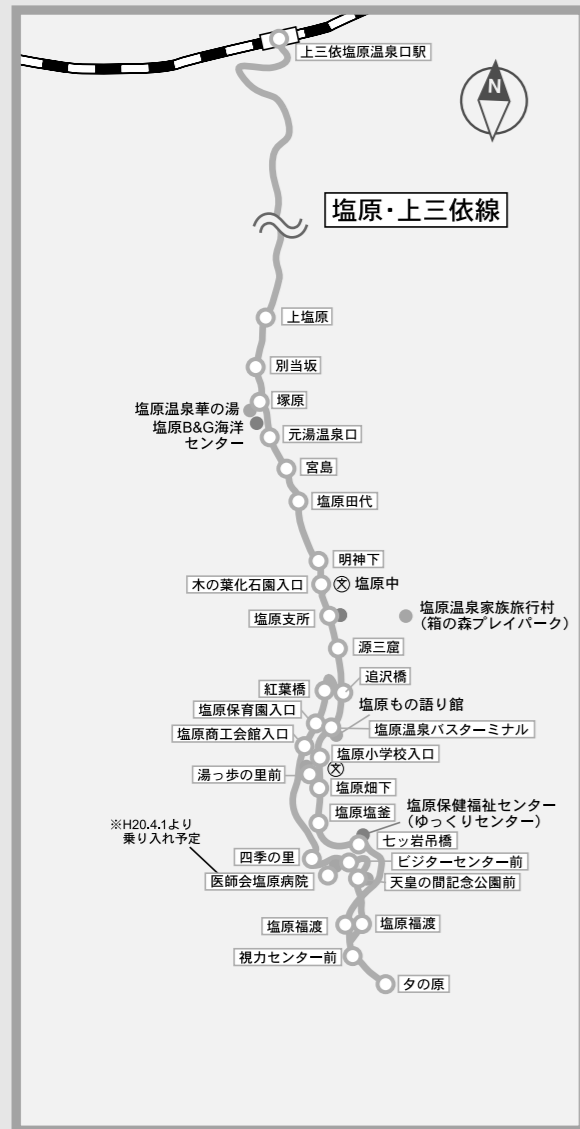 上三依塩原温泉口駅
N
塩原・上三依線
上塩原
別当坂
塚原
塩原温泉華の湯
塩原B&G海洋
センター
元湯温泉口
宮島
塩原田代
明神下
木の葉化石園入口
文 塩原中
塩原支所
塩原温泉家族旅行村
（箱の森プレイパーク）
源三窟
追沢橋
紅葉橋
塩原もの語り館
塩原保育園入口
塩原温泉バスターミナル
塩原商工会館入口
塩原小学校入口
文
湯っ歩の里前
塩原畑下
塩原塩釜
塩原保健福祉センター
（ゆっくりセンター）
※H20.4.1より
乗り入れ予定
七ッ岩吊橋
四季の里
ビジターセンター前
医師会塩原病院
天皇の間記念公園前
塩原福渡
塩原福渡
視力センター前
夕の原